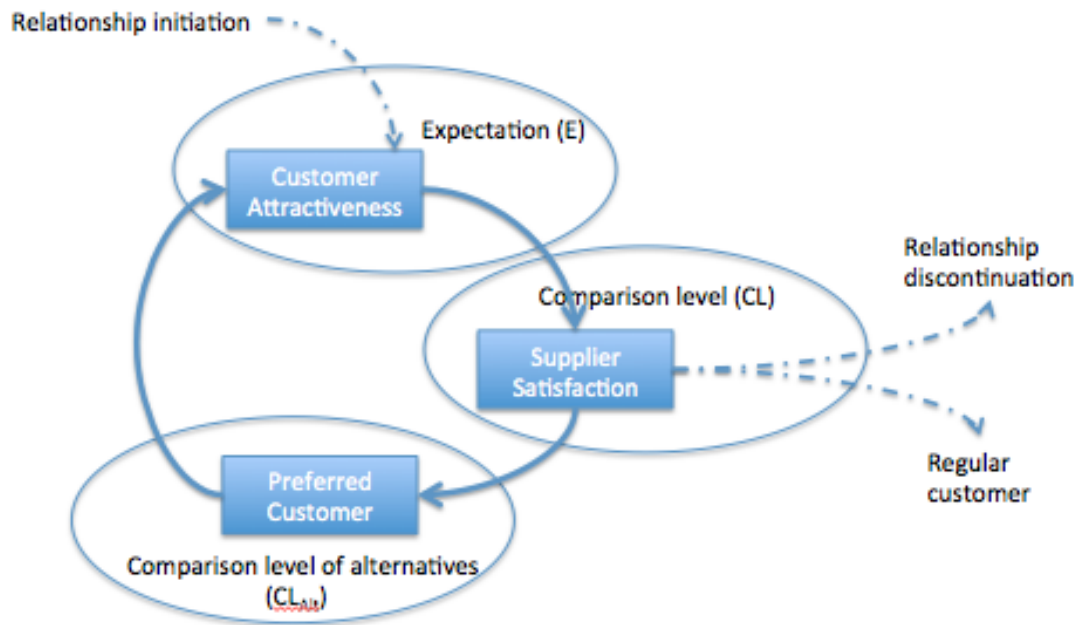 Relationship initiation
Expectation (E)
Customer
Attractiveness
Relationship
discontinuation
Comparison level (CL)
Supplier
Satisfaction
Regular
customer
Preferred
Customer
Comparison level of alternatives
(CLAlt)